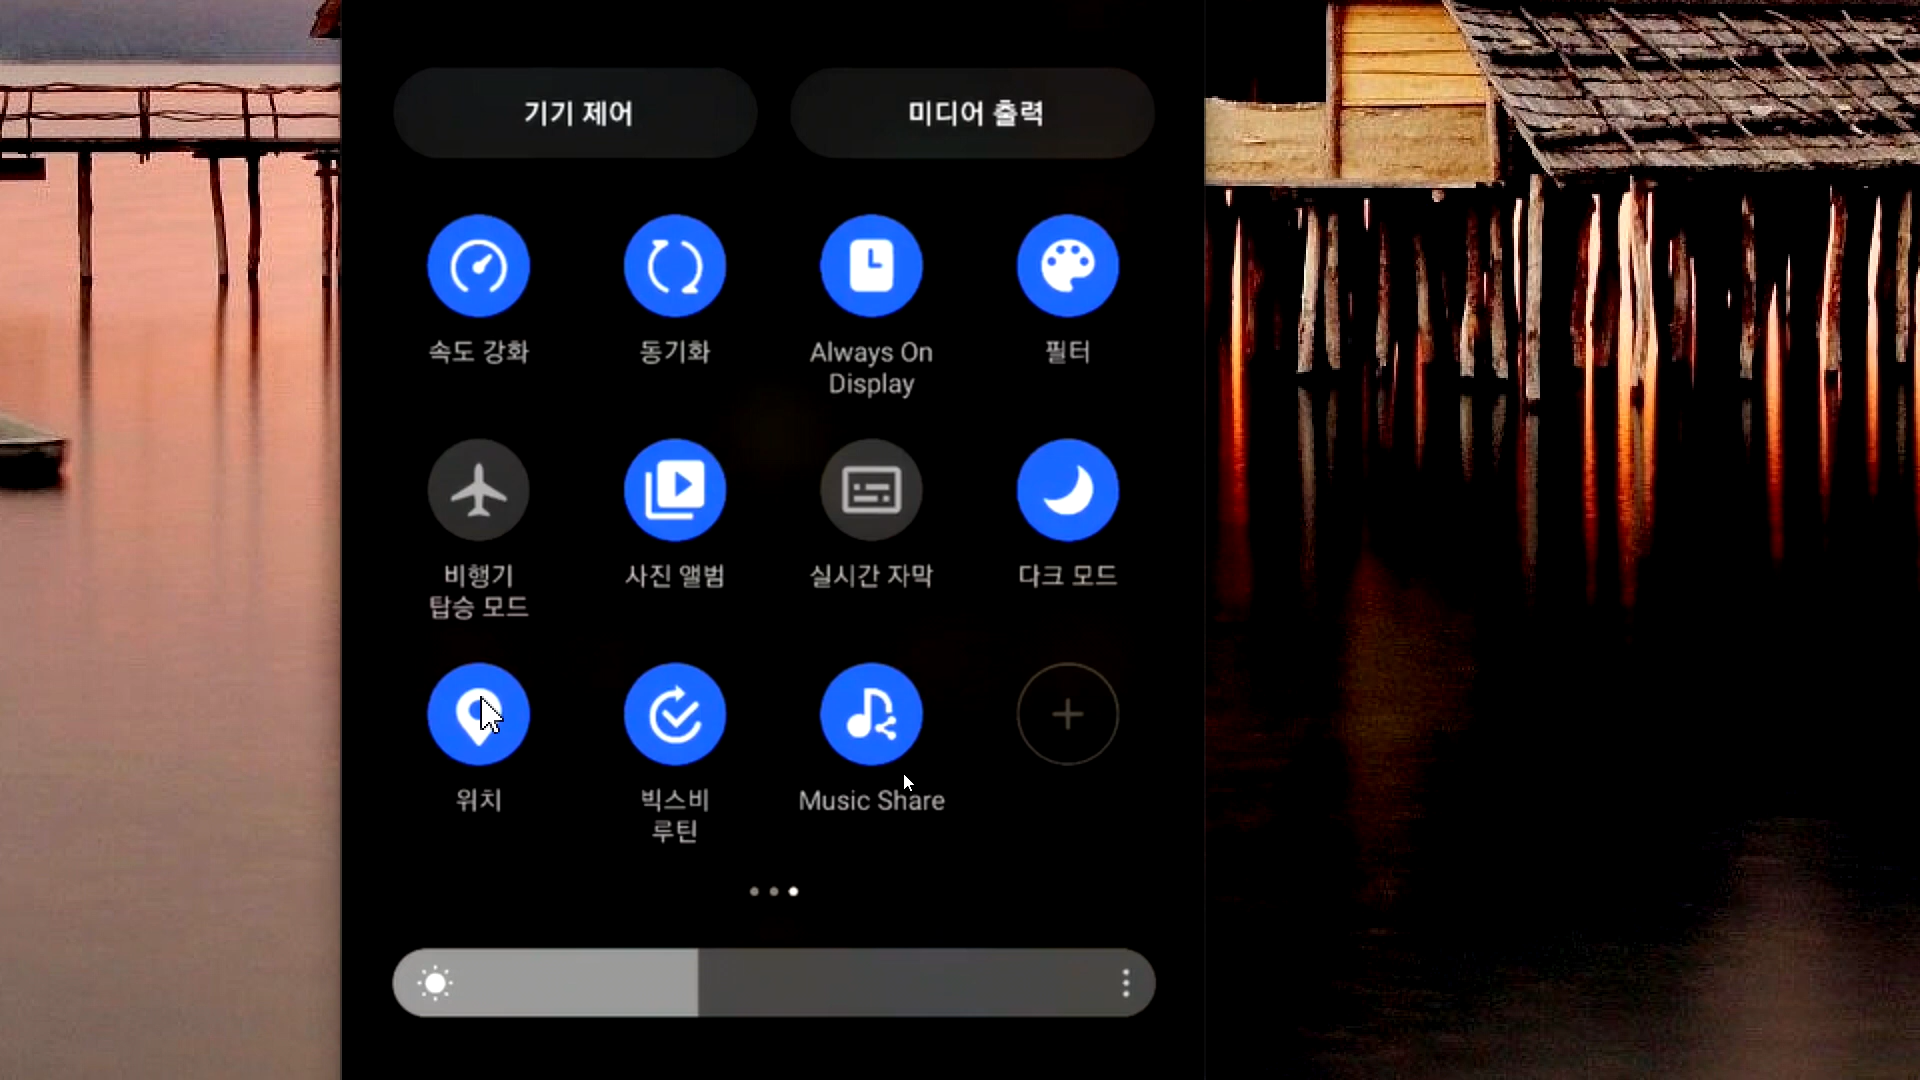 기기 제어
미디어 출력
속도 강화
동기화
Always On
Display
필터
비행기
탑승 모드
사진 앨범
실시간 자막
다크 모드
위치
빅스비
루틴
Music Share